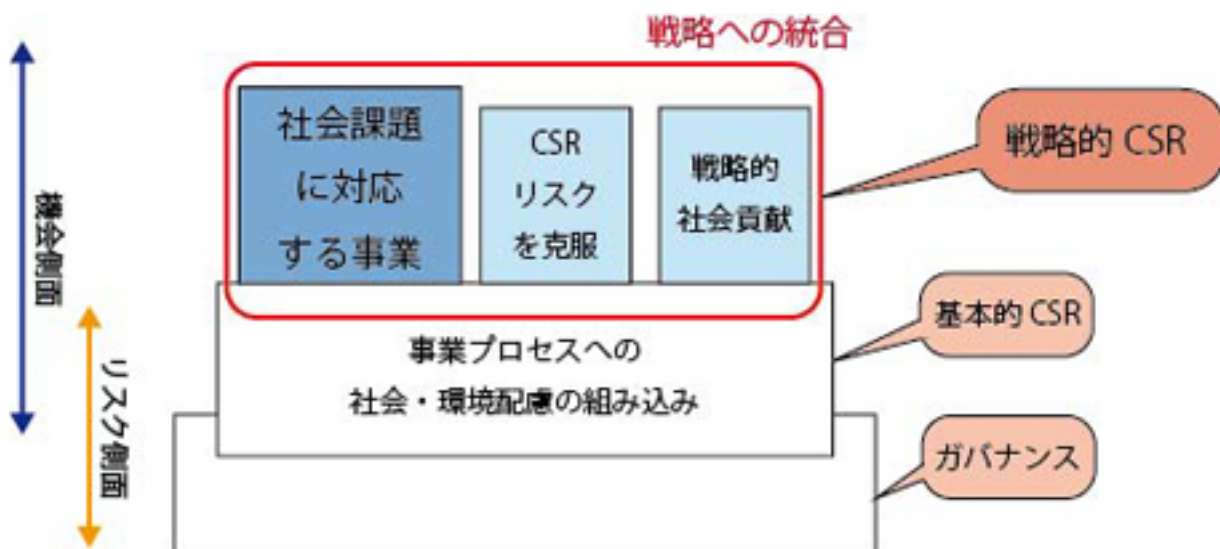 戦略への統合
社会課題
に対応
する事業
CSR
リスク
を克服
戦略的
社会貢献
戦略的 CSR
機会側面
基本的 CSR
事業プロセスへの
社会・環境配慮の組み込み
リスク側面
ガバナンス